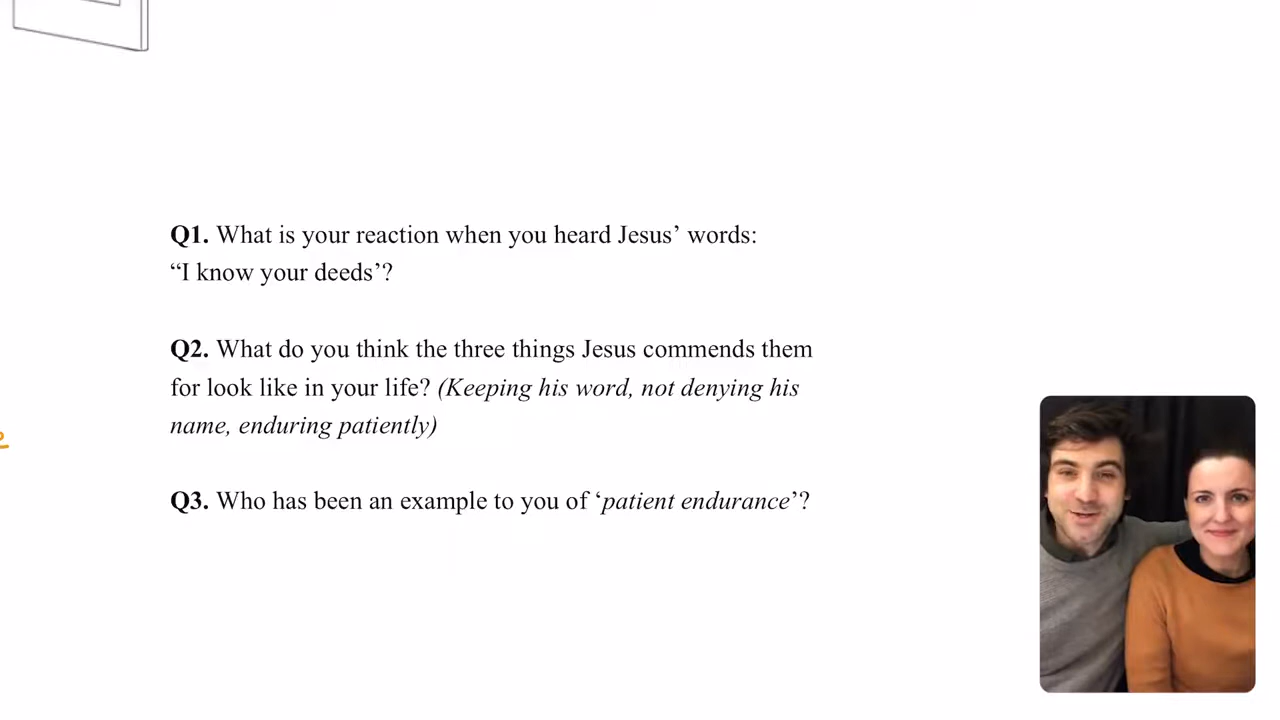 Q1. What is your reaction when you heard Jesus’ words:
“I know your deeds’?
Q2. What do you think the three things Jesus commends them
for look like in your life? (Keeping his word, not denying his
name, enduring patiently)
Q3. Who has been an example to you of ‘patient endurance’?